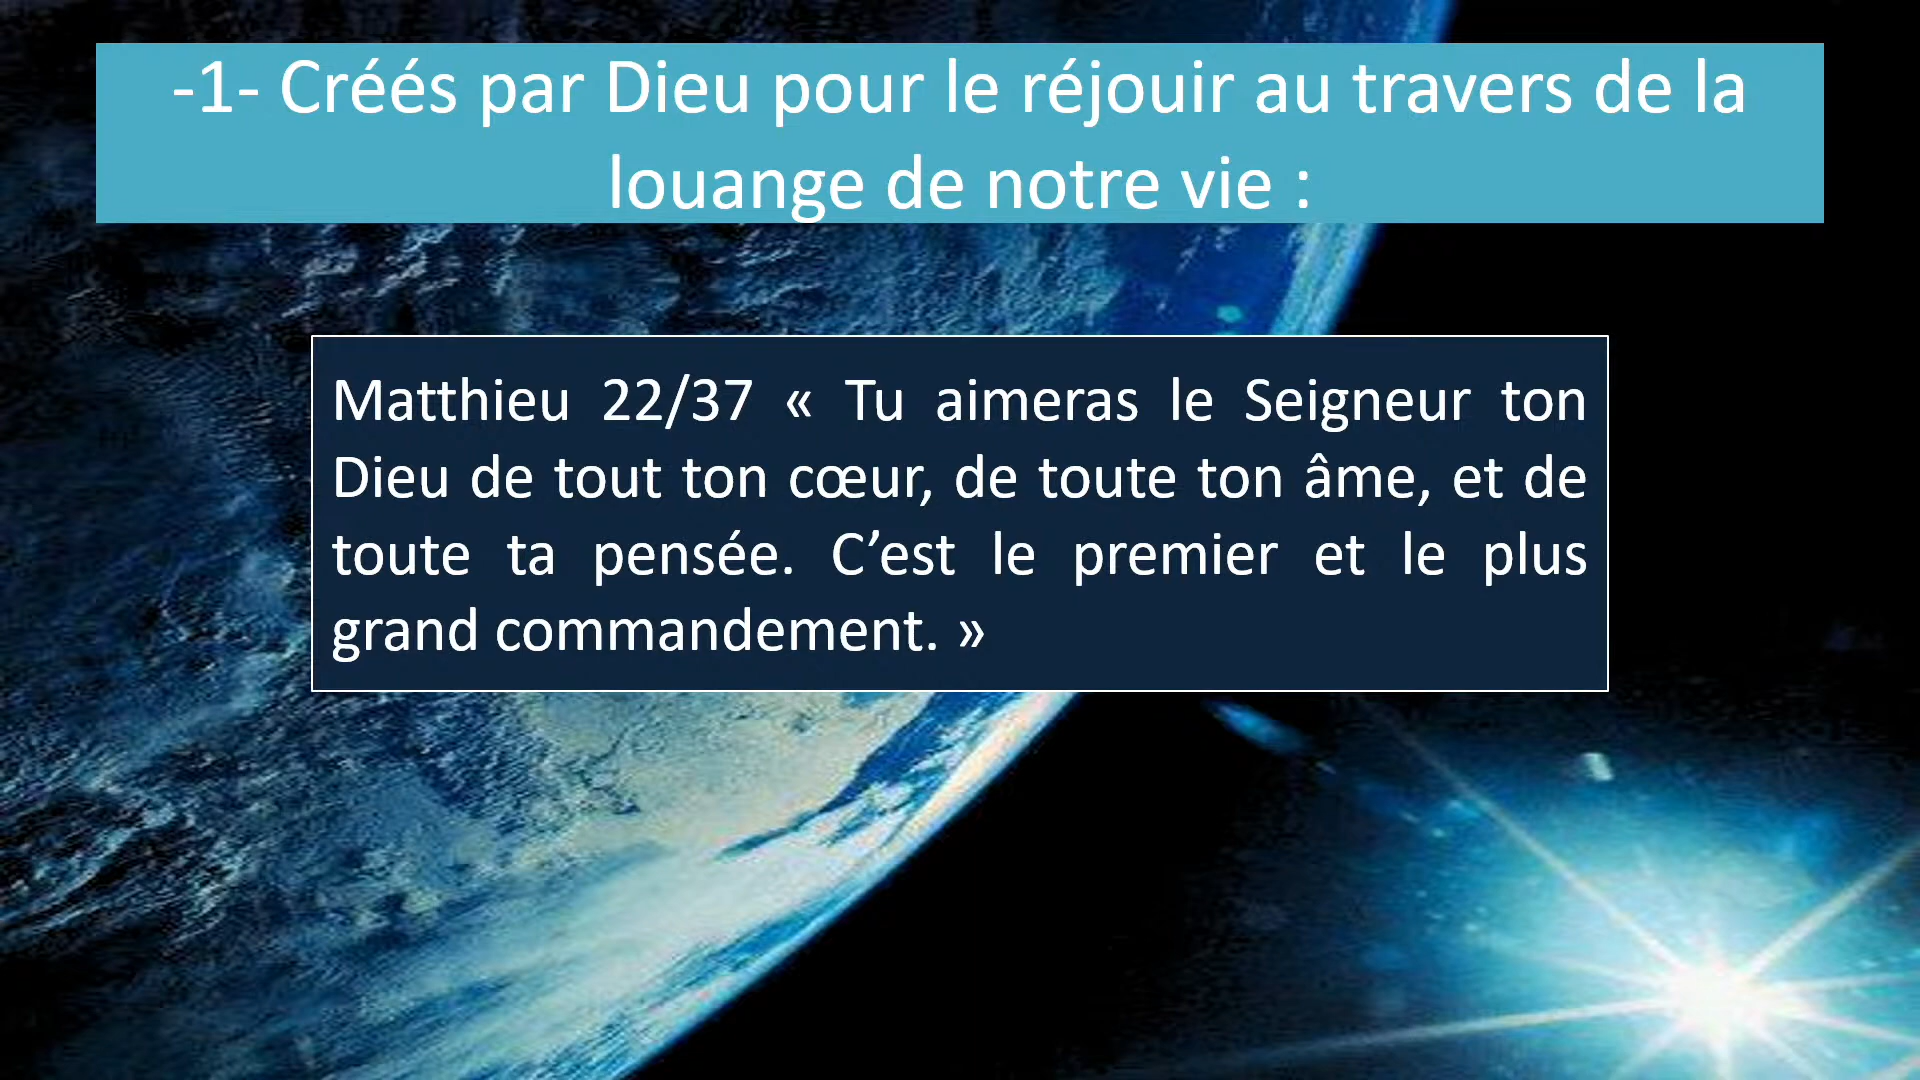 -1- Créés par Dieu pour le réjouir au travers de la
louange de notre vie :
Matthieu 22/37 « Tu aimeras le Seigneur ton
Dieu de tout ton cœur, de toute ton âme, et de
toute ta pensée. C’est le premier et le plus
grand commandement. »